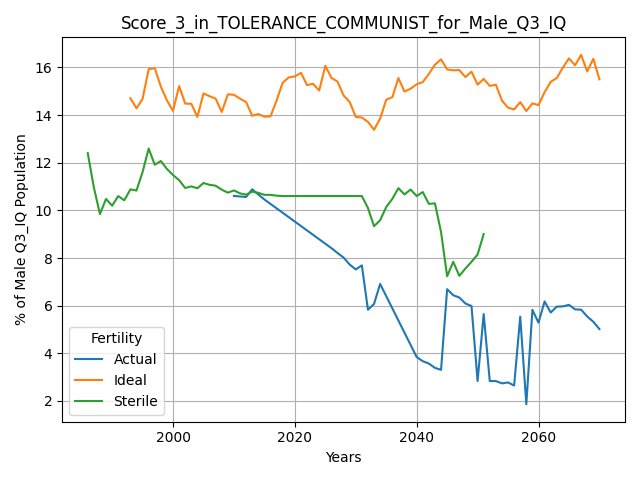 Score_3_in_TOLERANCE_COMMUNIST_for_Male_Q3_IQ
% of Male Q3_IQ Population
16
14
12
10
8
6
4
2
Fertility
Actual
Ideal
Sterile
2000 2020 2040 2060
Years